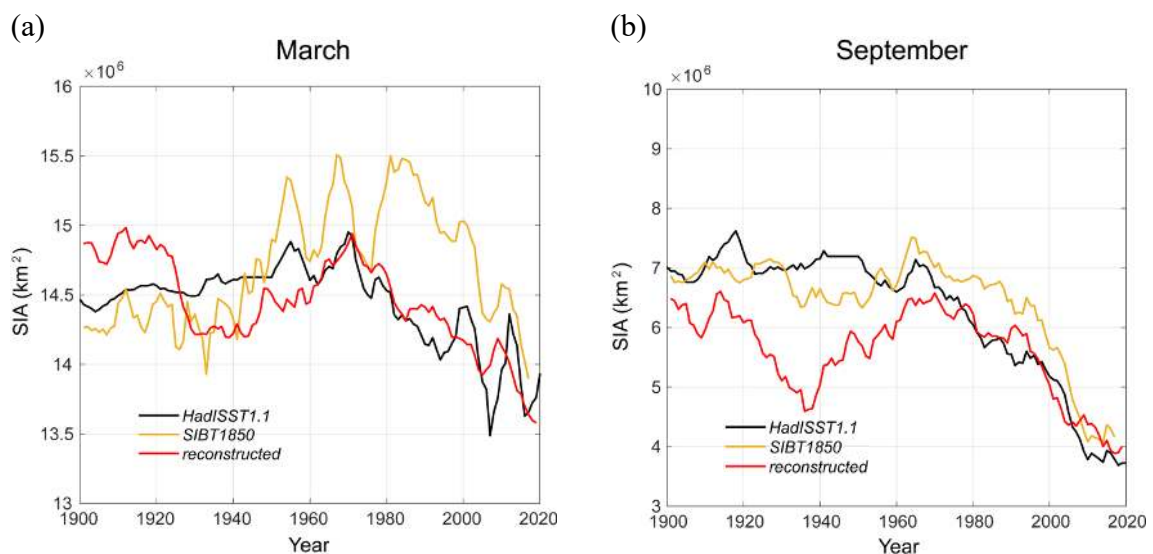 (a)
March
×10⁶
16
15.5
15
14.5
14
13.5
13
SIA (km²)
HadISST1.1
SIBT1850
reconstructed
1900 1920 1940 1960 1980 2000 2020
Year
(b)
September
×10⁶
10
9
8
7
6
5
4
3
SIA (km²)
HadISST1.1
SIBT1850
reconstructed
1900 1920 1940 1960 1980 2000 2020
Year